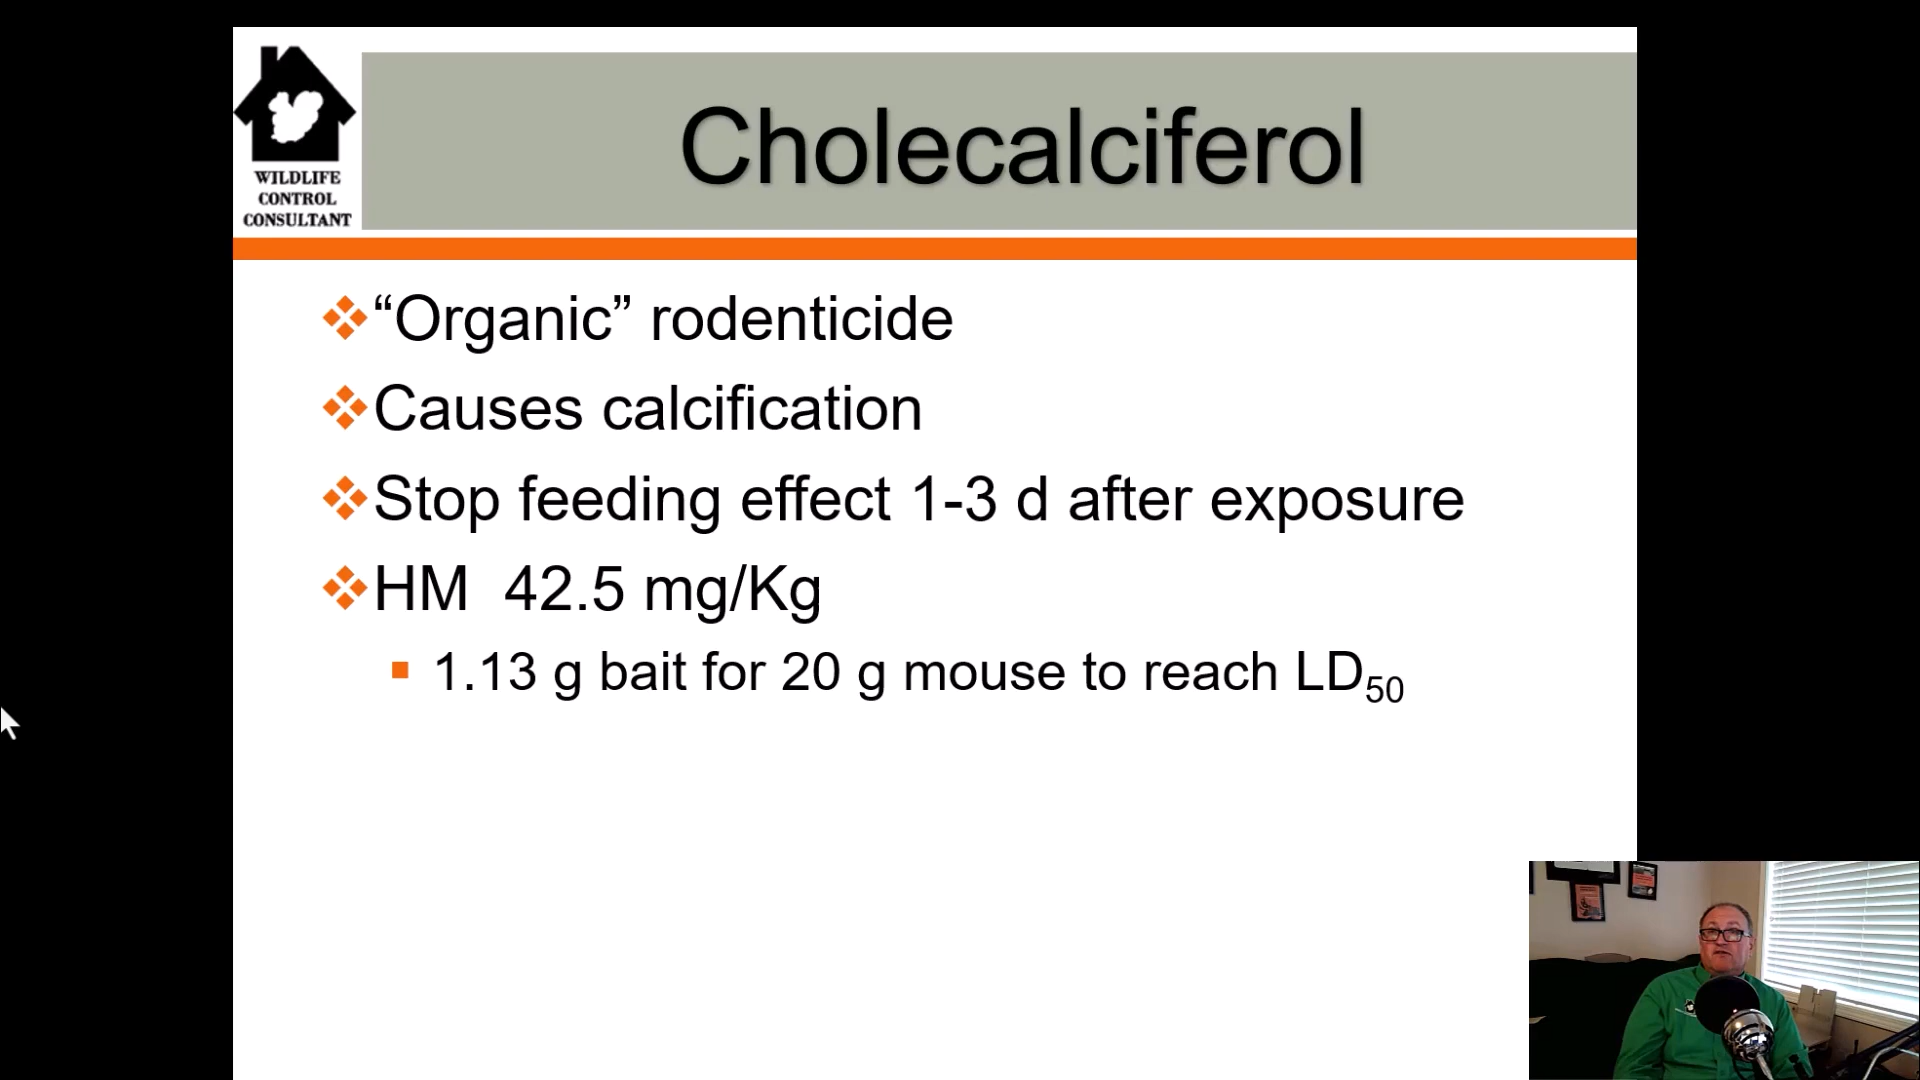 WILDLIFE
CONTROL
CONSULTANT
Cholecalciferol
“Organic” rodenticide
Causes calcification
Stop feeding effect 1-3 d after exposure
HM 42.5 mg/Kg
1.13 g bait for 20 g mouse to reach LD50